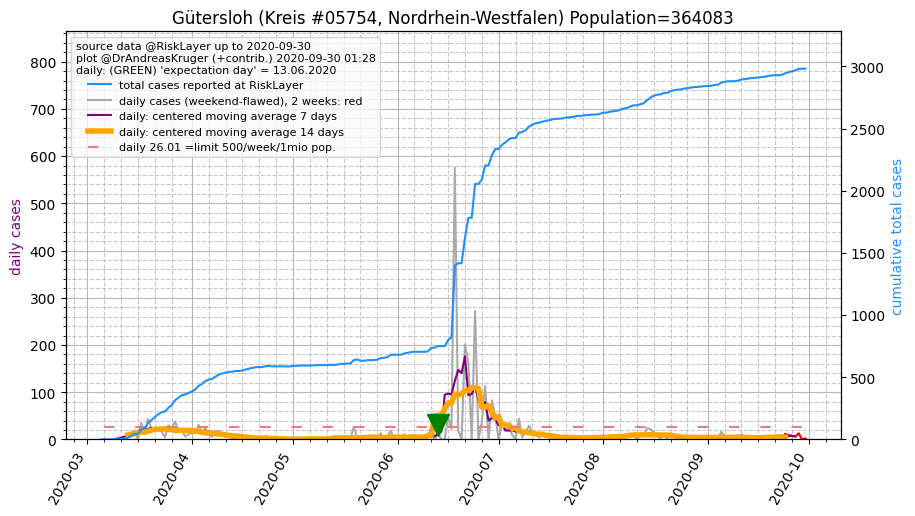 Gütersloh (Kreis #05754, Nordrhein-Westfalen) Population=364083
source data @RiskLayer up to 2020-09-30
plot @DrAndreasKruger (+contrib.) 2020-09-30 01:28
daily: (GREEN) 'expectation day' = 13.06.2020
total cases reported at RiskLayer
daily cases (weekend-flawed), 2 weeks: red
daily: centered moving average 7 days
daily: centered moving average 14 days
daily 26.01 =limit 500/week/1mio pop.
daily cases
800
700
600
500
400
300
200
100
0
cumulative total cases
3000
2500
2000
1500
1000
500
0
2020-03
2020-04
2020-05
2020-06
2020-07
2020-08
2020-09
2020-10